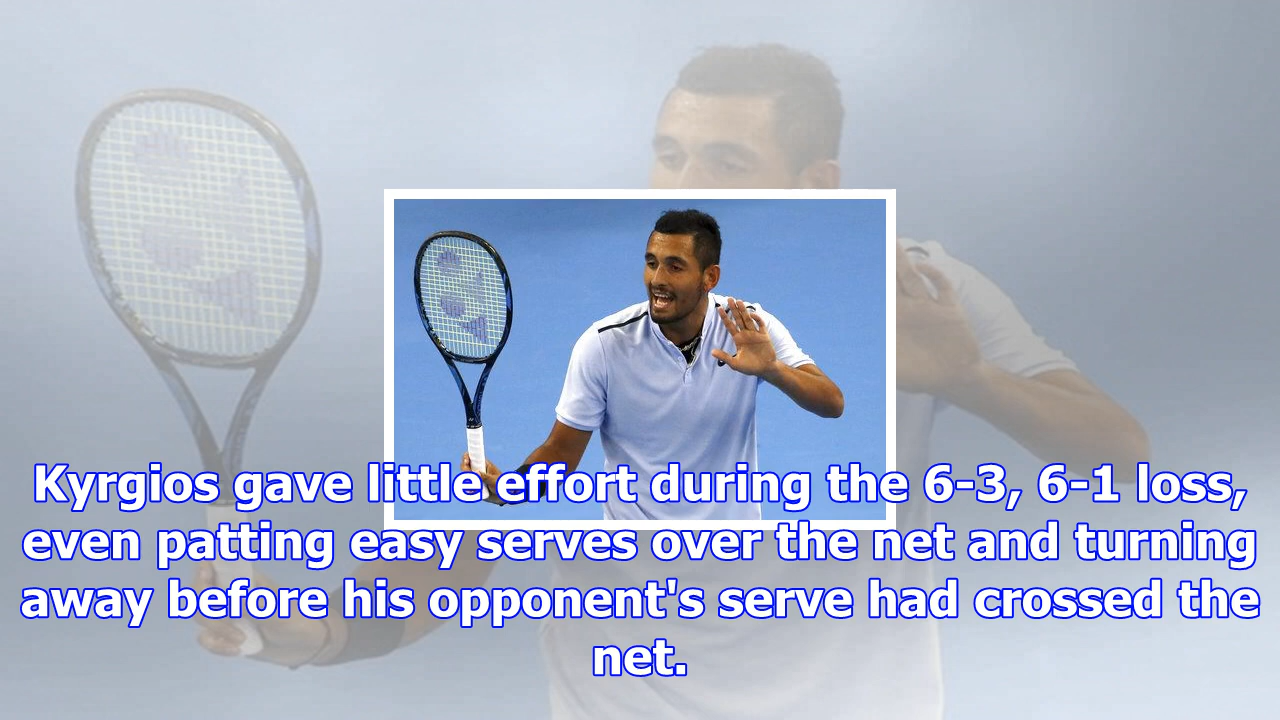 Kyrgios gave little effort during the 6-3, 6-1 loss,
even patting easy serves over the net and turning
away before his opponent's serve had crossed the
net.